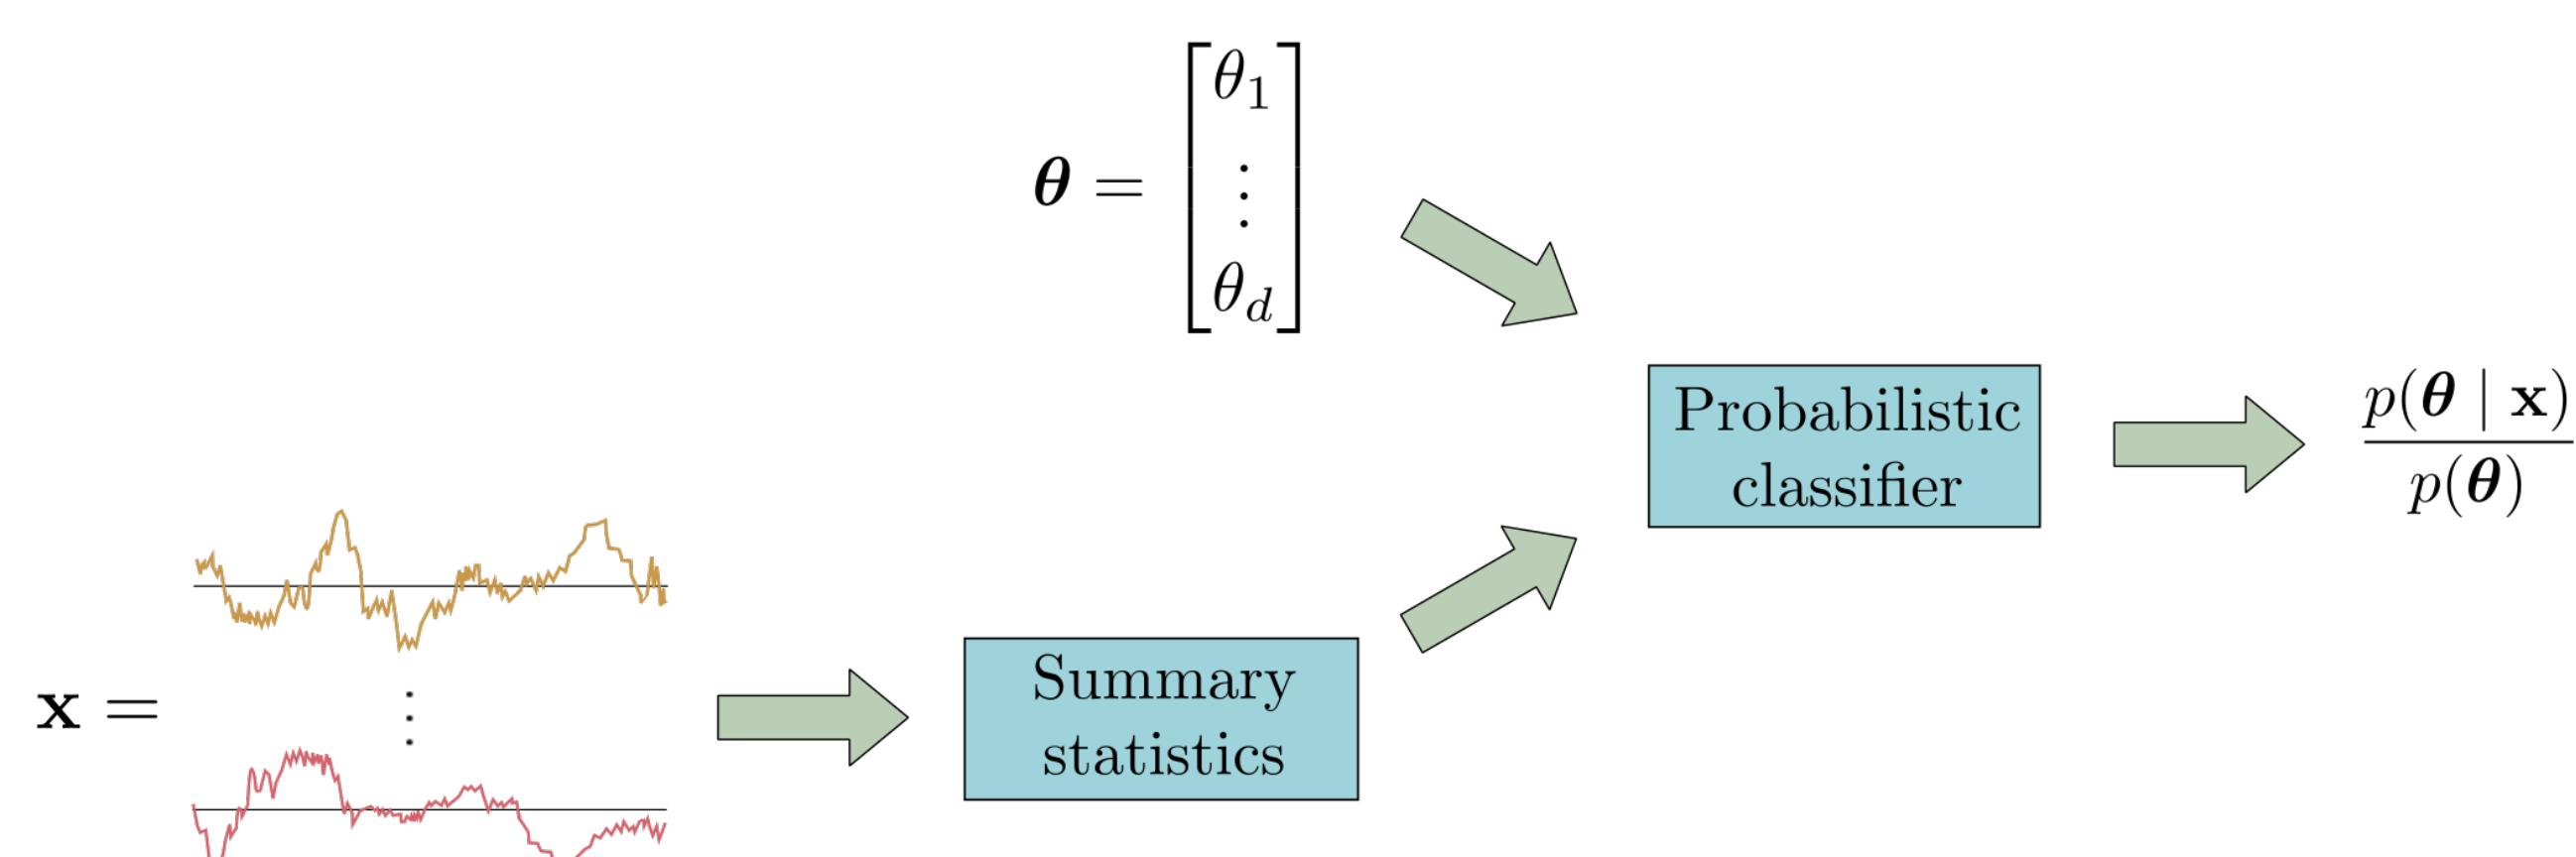 θ = [θ₁ ⋮ θ_d]
Probabilistic
classifier
p(θ | x)
p(θ)
x =
⋮
Summary
statistics